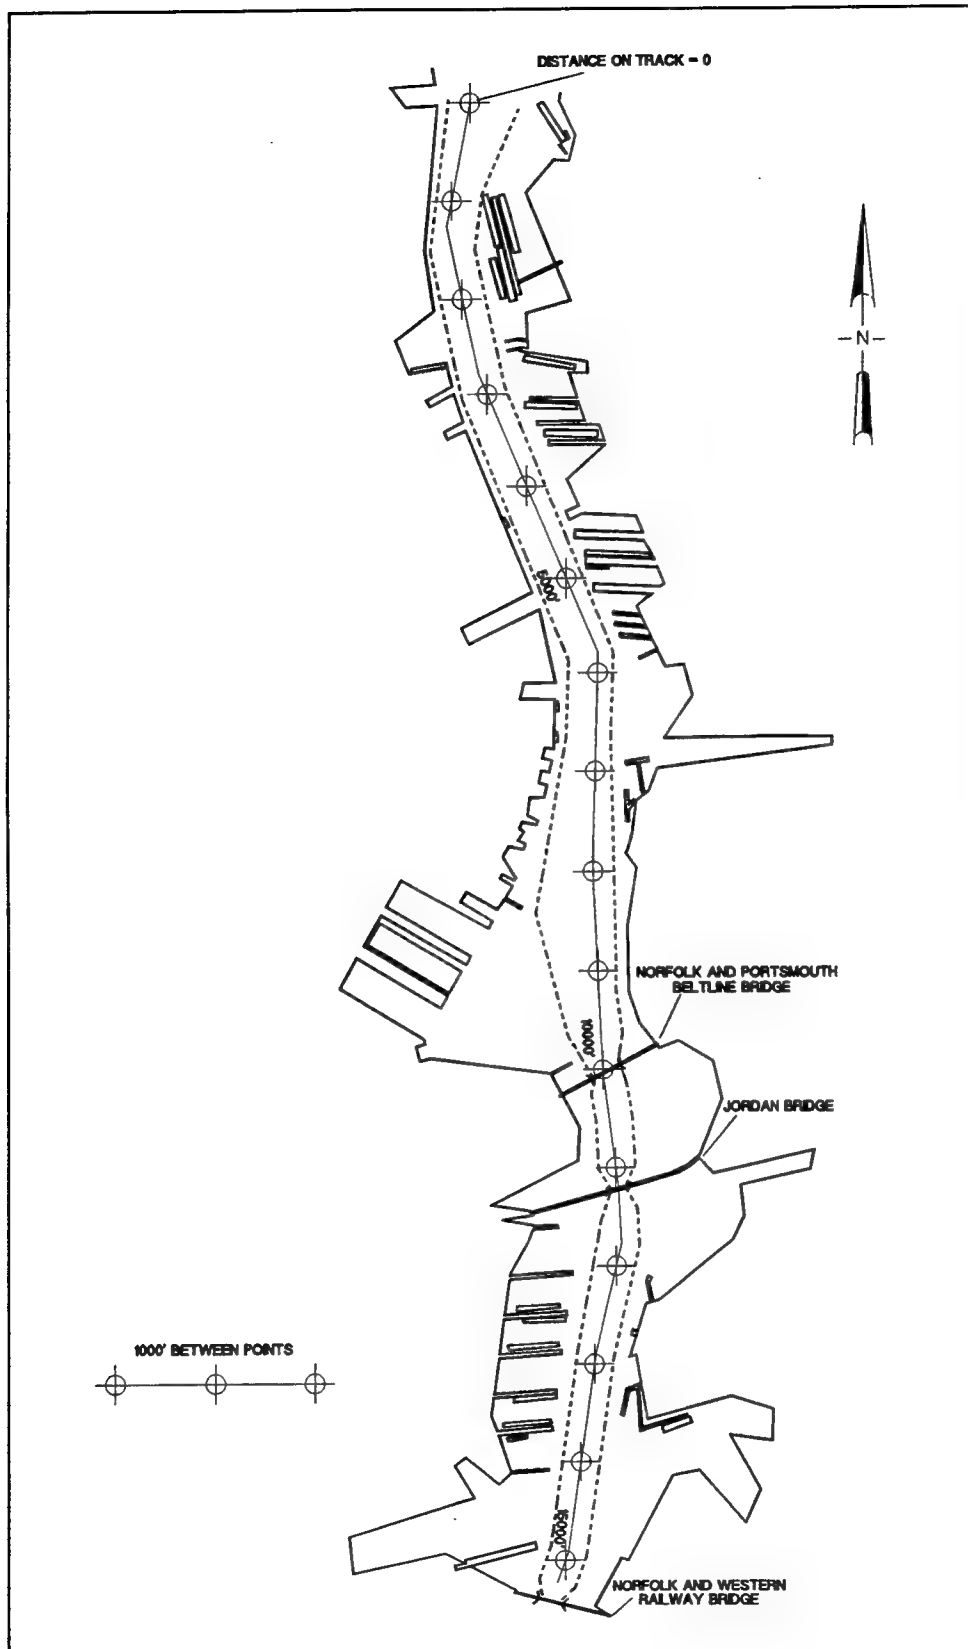 DISTANCE ON TRACK = 0
-N-
5000'
NORFOLK AND PORTSMOUTH
BELTLINE BRIDGE
10000'
JORDAN BRIDGE
1000' BETWEEN POINTS
15000'
NORFOLK AND WESTERN
RAILWAY BRIDGE